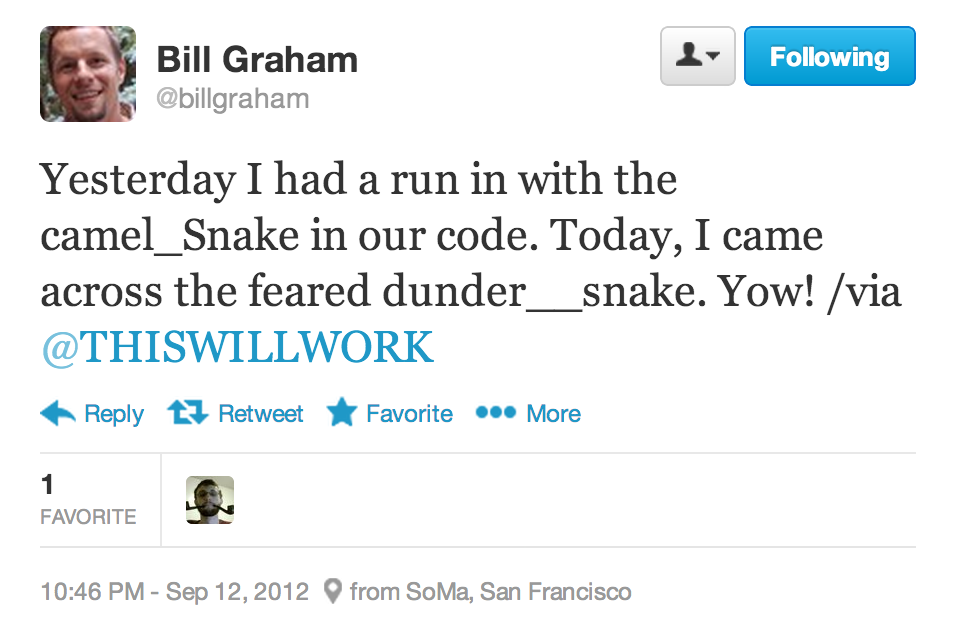 Bill Graham
@billgraham
Following
Yesterday I had a run in with the
camel_Snake in our code. Today, I came
across the feared dunder__snake. Yow! /via
@THISWILLWORK
Reply Retweet Favorite More
1
FAVORITE
10:46 PM - Sep 12, 2012 from SoMa, San Francisco